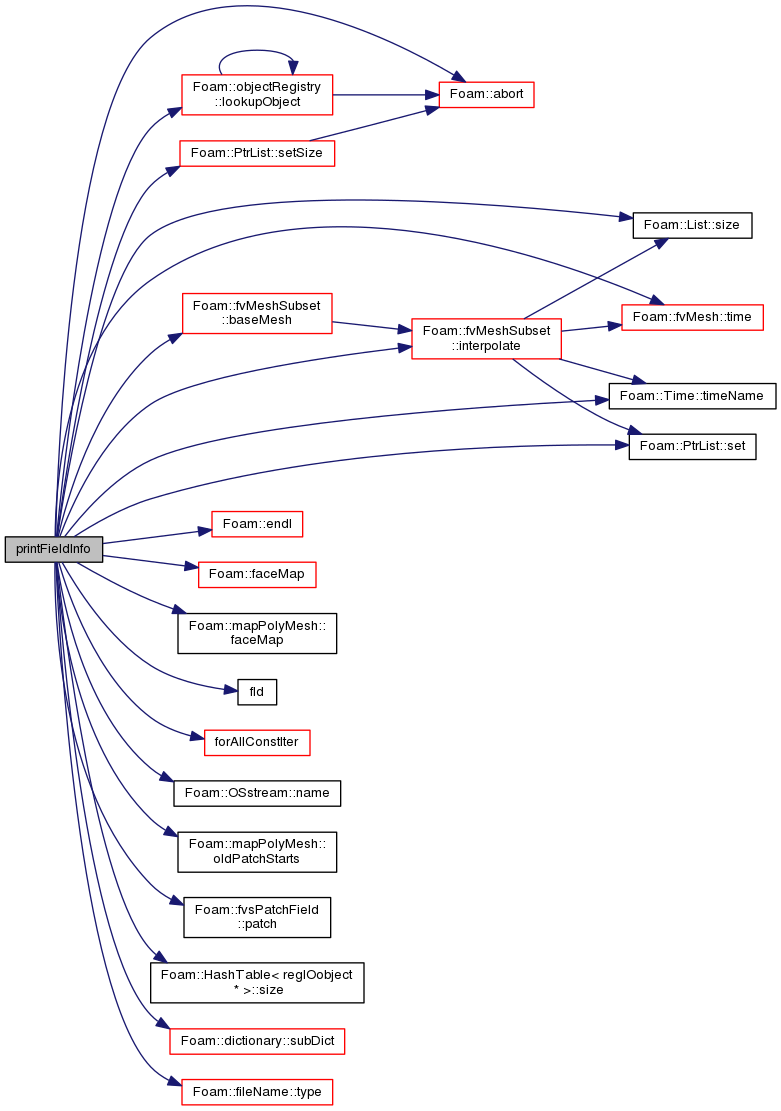 Foam::objectRegistry
::lookupObject
Foam::abort
Foam::PtrList::setSize
Foam::List::size
Foam::fvMeshSubset
::baseMesh
Foam::fvMesh::time
Foam::fvMeshSubset
::interpolate
Foam::Time::timeName
Foam::PtrList::set
Foam::endl
printFieldInfo
Foam::faceMap
Foam::mapPolyMesh::
faceMap
fld
forAllConstIter
Foam::OSstream::name
Foam::mapPolyMesh::
oldPatchStarts
Foam::fvsPatchField
::patch
Foam::HashTable< regIOobject
* >::size
Foam::dictionary::subDict
Foam::fileName::type